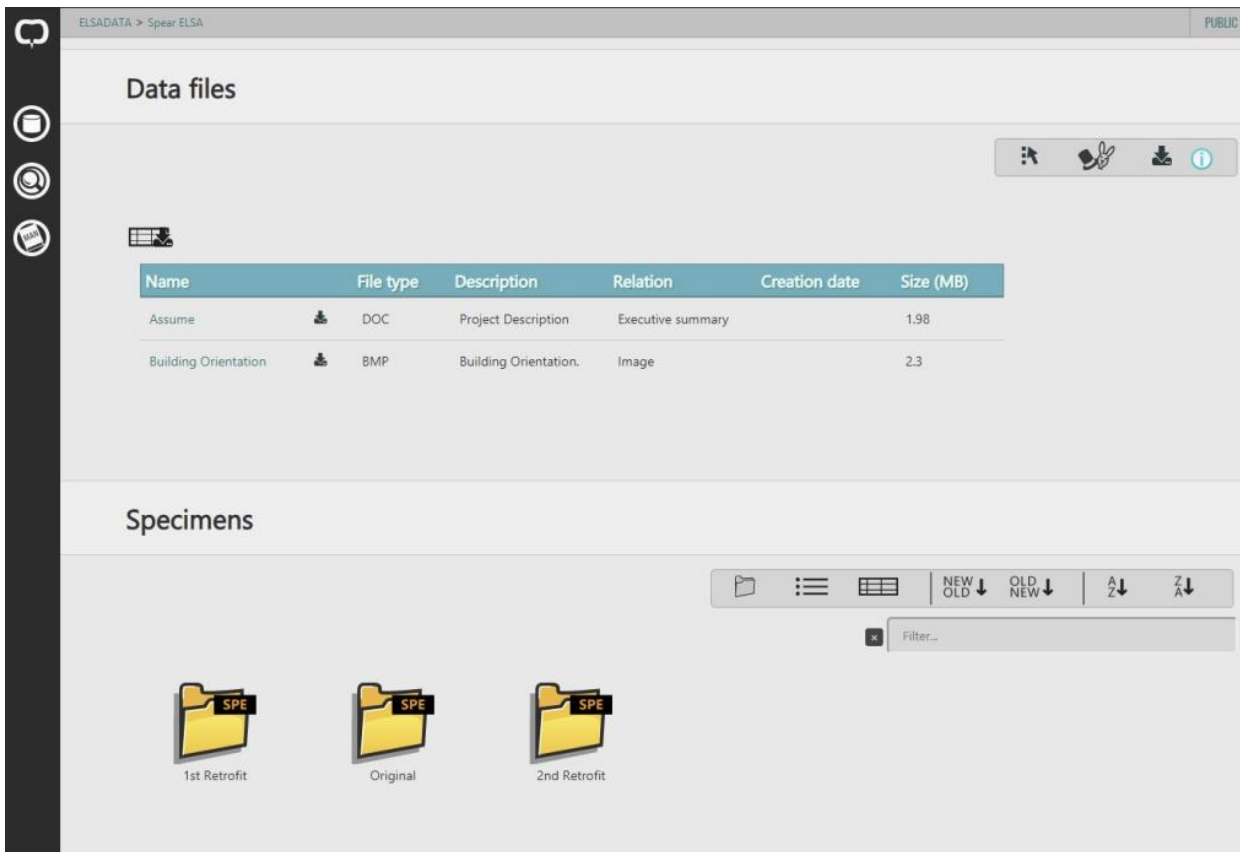 ELSADATA > Spear ELSA PUBLIC
Data files
MAN
Name File type Description Relation Creation date Size (MB)
Assume DOC Project Description Executive summary 1.98
Building Orientation BMP Building Orientation. Image 2.3
Specimens
NEW OLD OLD NEW A Z Z A
Filter...
SPE SPE SPE
1st Retrofit Original 2nd Retrofit